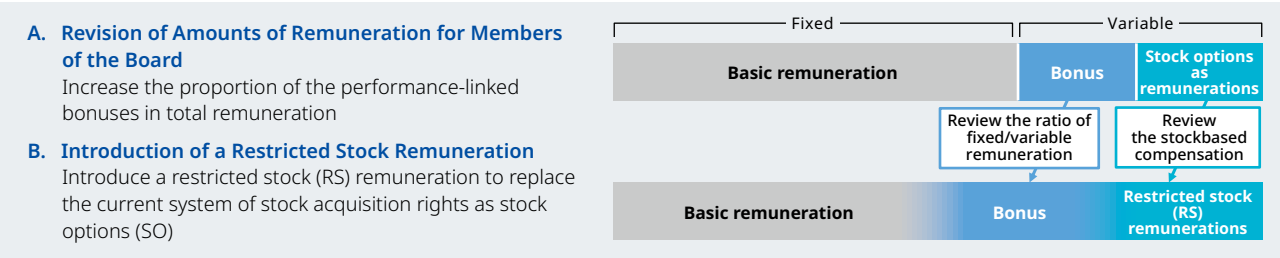 A. Revision of Amounts of Remuneration for Members
of the Board
Increase the proportion of the performance-linked
bonuses in total remuneration
B. Introduction of a Restricted Stock Remuneration
Introduce a restricted stock (RS) remuneration to replace
the current system of stock acquisition rights as stock
options (SO)
Fixed
Variable
Basic remuneration
Bonus
Stock options
as
remunerations
Review the ratio of
fixed/variable
remuneration
Review
the stockbased
compensation
Basic remuneration
Bonus
Restricted stock
(RS)
remunerations